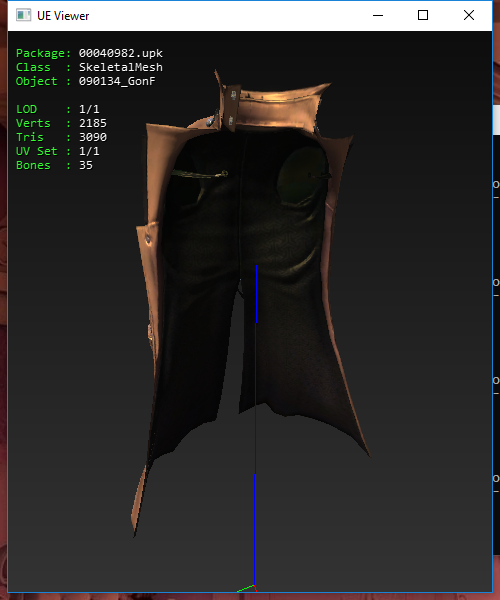 UE Viewer
Package: 00040982.upk
Class  : SkeletalMesh
Object : 090134_GonF
LOD    : 1/1
Verts  : 2185
Tris   : 3090
UV Set : 1/1
Bones  : 35